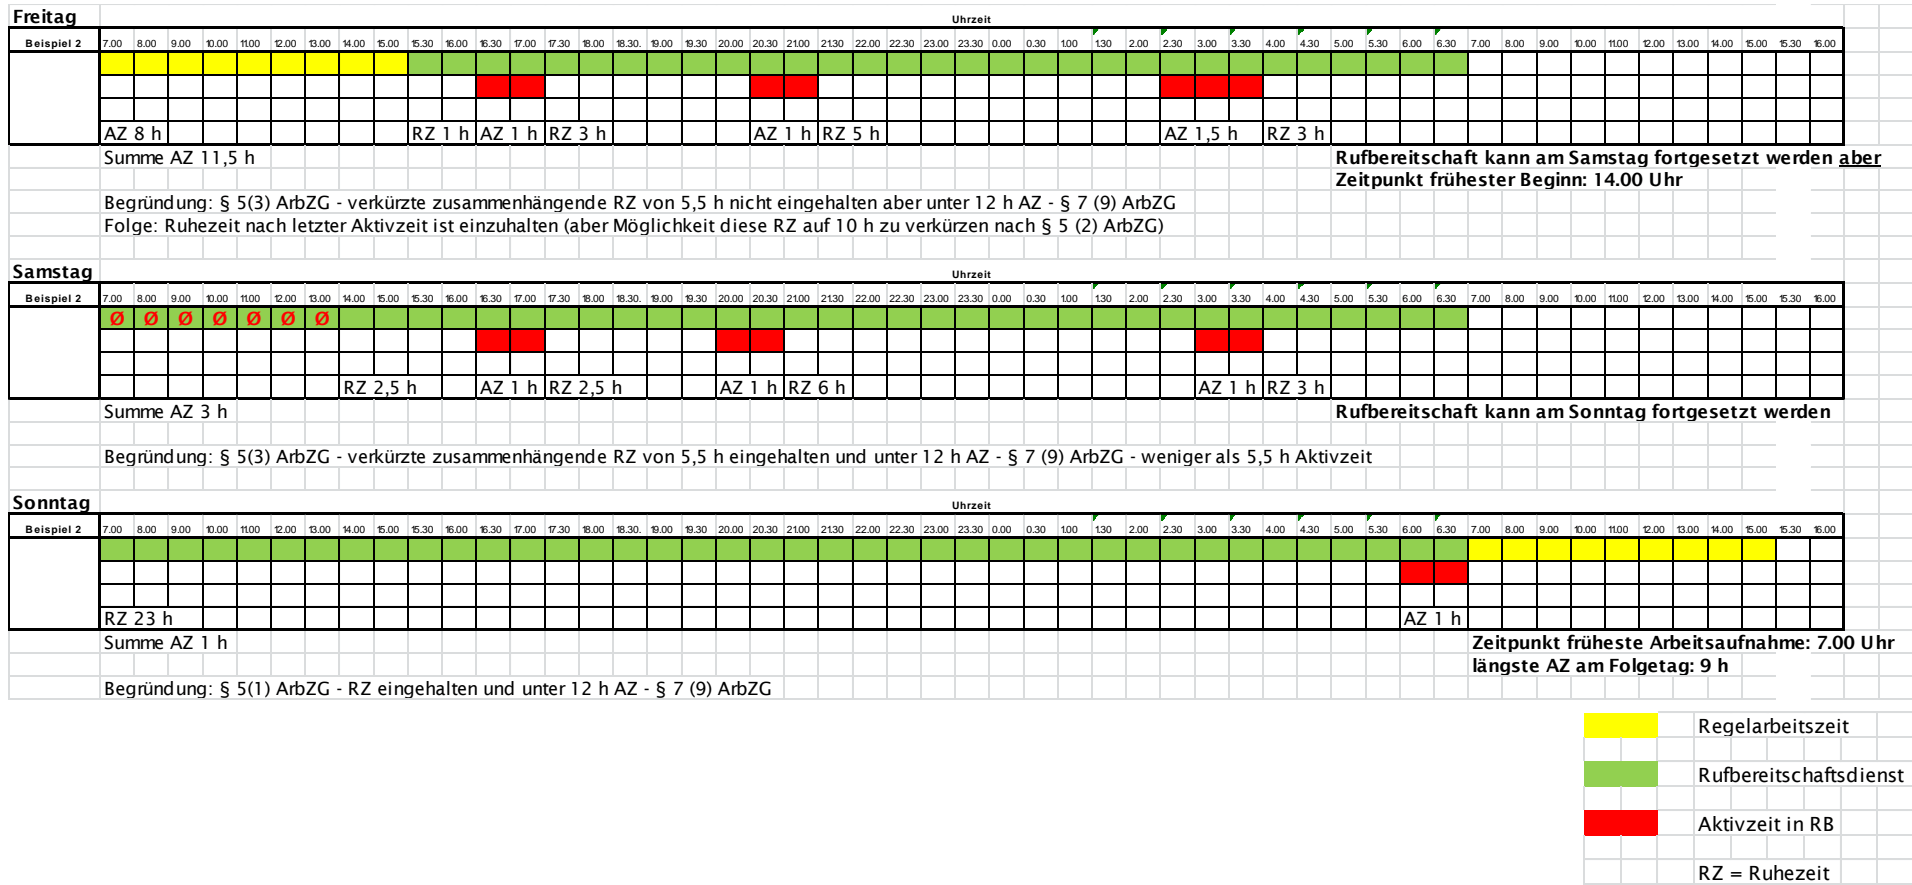 Freitag
Uhrzeit
Beispiel 2 7.00 8.00 9.00 10.00 11.00 12.00 13.00 14.00 15.00 15.30 16.00 16.30 17.00 17.30 18.00 18.30. 19.00 19.30 20.00 20.30 21.00 21.30 22.00 22.30 23.00 23.30 0.00 0.30 1.00 1.30 2.00 2.30 3.00 3.30 4.00 4.30 5.00 5.30 6.00 6.30 7.00 8.00 9.00 10.00 11.00 12.00 13.00 14.00 15.00 15.30 16.00
AZ 8 h RZ 1 h AZ 1 h RZ 3 h AZ 1 h RZ 5 h AZ 1,5 h RZ 3 h
Summe AZ 11,5 h
Rufbereitschaft kann am Samstag fortgesetzt werden aber
Zeitpunkt frühester Beginn: 14.00 Uhr
Begründung: § 5(3) ArbZG - verkürzte zusammenhängende RZ von 5,5 h nicht eingehalten aber unter 12 h AZ - § 7 (9) ArbZG
Folge: Ruhezeit nach letzter Aktivzeit ist einzuhalten (aber Möglichkeit diese RZ auf 10 h zu verkürzen nach § 5 (2) ArbZG)
Samstag
Uhrzeit
Beispiel 2 7.00 8.00 9.00 10.00 11.00 12.00 13.00 14.00 15.00 15.30 16.00 16.30 17.00 17.30 18.00 18.30. 19.00 19.30 20.00 20.30 21.00 21.30 22.00 22.30 23.00 23.30 0.00 0.30 1.00 1.30 2.00 2.30 3.00 3.30 4.00 4.30 5.00 5.30 6.00 6.30 7.00 8.00 9.00 10.00 11.00 12.00 13.00 14.00 15.00 15.30 16.00
Ø Ø Ø Ø Ø Ø Ø
RZ 2,5 h AZ 1 h RZ 2,5 h AZ 1 h RZ 6 h AZ 1 h RZ 3 h
Summe AZ 3 h
Rufbereitschaft kann am Sonntag fortgesetzt werden
Begründung: § 5(3) ArbZG - verkürzte zusammenhängende RZ von 5,5 h eingehalten und unter 12 h AZ - § 7 (9) ArbZG - weniger als 5,5 h Aktivzeit
Sonntag
Uhrzeit
Beispiel 2 7.00 8.00 9.00 10.00 11.00 12.00 13.00 14.00 15.00 15.30 16.00 16.30 17.00 17.30 18.00 18.30. 19.00 19.30 20.00 20.30 21.00 21.30 22.00 22.30 23.00 23.30 0.00 0.30 1.00 1.30 2.00 2.30 3.00 3.30 4.00 4.30 5.00 5.30 6.00 6.30 7.00 8.00 9.00 10.00 11.00 12.00 13.00 14.00 15.00 15.30 16.00
RZ 23 h AZ 1 h
Summe AZ 1 h
Zeitpunkt früheste Arbeitsaufnahme: 7.00 Uhr
längste AZ am Folgetag: 9 h
Begründung: § 5(1) ArbZG - RZ eingehalten und unter 12 h AZ - § 7 (9) ArbZG
Regelarbeitszeit
Rufbereitschaftsdienst
Aktivzeit in RB
RZ = Ruhezeit